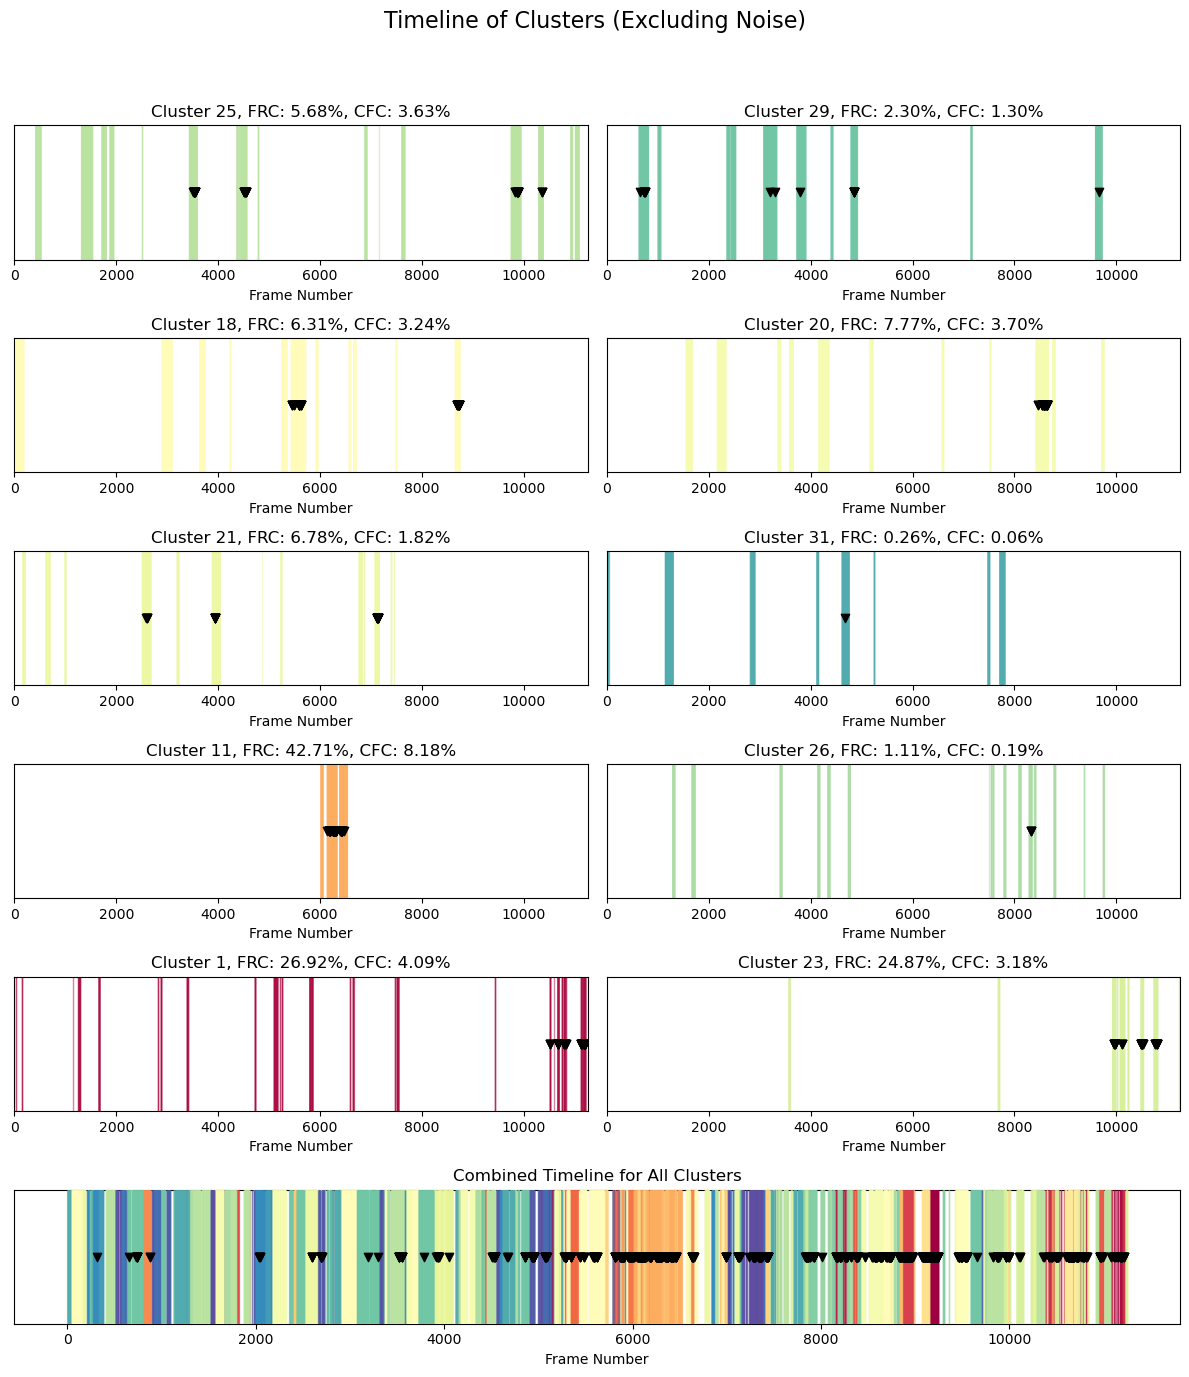 Timeline of Clusters (Excluding Noise)
Cluster 25, FRC: 5.68%, CFC: 3.63%
0 2000 4000 6000 8000 10000
Frame Number
Cluster 29, FRC: 2.30%, CFC: 1.30%
0 2000 4000 6000 8000 10000
Frame Number
Cluster 18, FRC: 6.31%, CFC: 3.24%
0 2000 4000 6000 8000 10000
Frame Number
Cluster 20, FRC: 7.77%, CFC: 3.70%
0 2000 4000 6000 8000 10000
Frame Number
Cluster 21, FRC: 6.78%, CFC: 1.82%
0 2000 4000 6000 8000 10000
Frame Number
Cluster 31, FRC: 0.26%, CFC: 0.06%
0 2000 4000 6000 8000 10000
Frame Number
Cluster 11, FRC: 42.71%, CFC: 8.18%
0 2000 4000 6000 8000 10000
Frame Number
Cluster 26, FRC: 1.11%, CFC: 0.19%
0 2000 4000 6000 8000 10000
Frame Number
Cluster 1, FRC: 26.92%, CFC: 4.09%
0 2000 4000 6000 8000 10000
Frame Number
Cluster 23, FRC: 24.87%, CFC: 3.18%
0 2000 4000 6000 8000 10000
Frame Number
Combined Timeline for All Clusters
0 2000 4000 6000 8000 10000
Frame Number